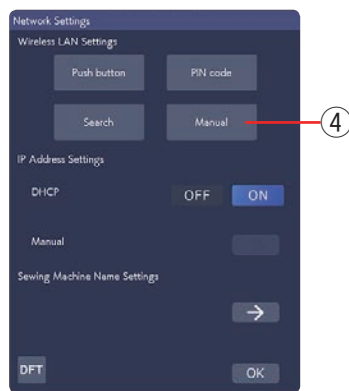 Network Settings
Wireless LAN Settings
Push button PIN code
Search Manual
4
IP Address Settings
DHCP OFF ON
Manual
Sewing Machine Name Settings
→
DFT OK